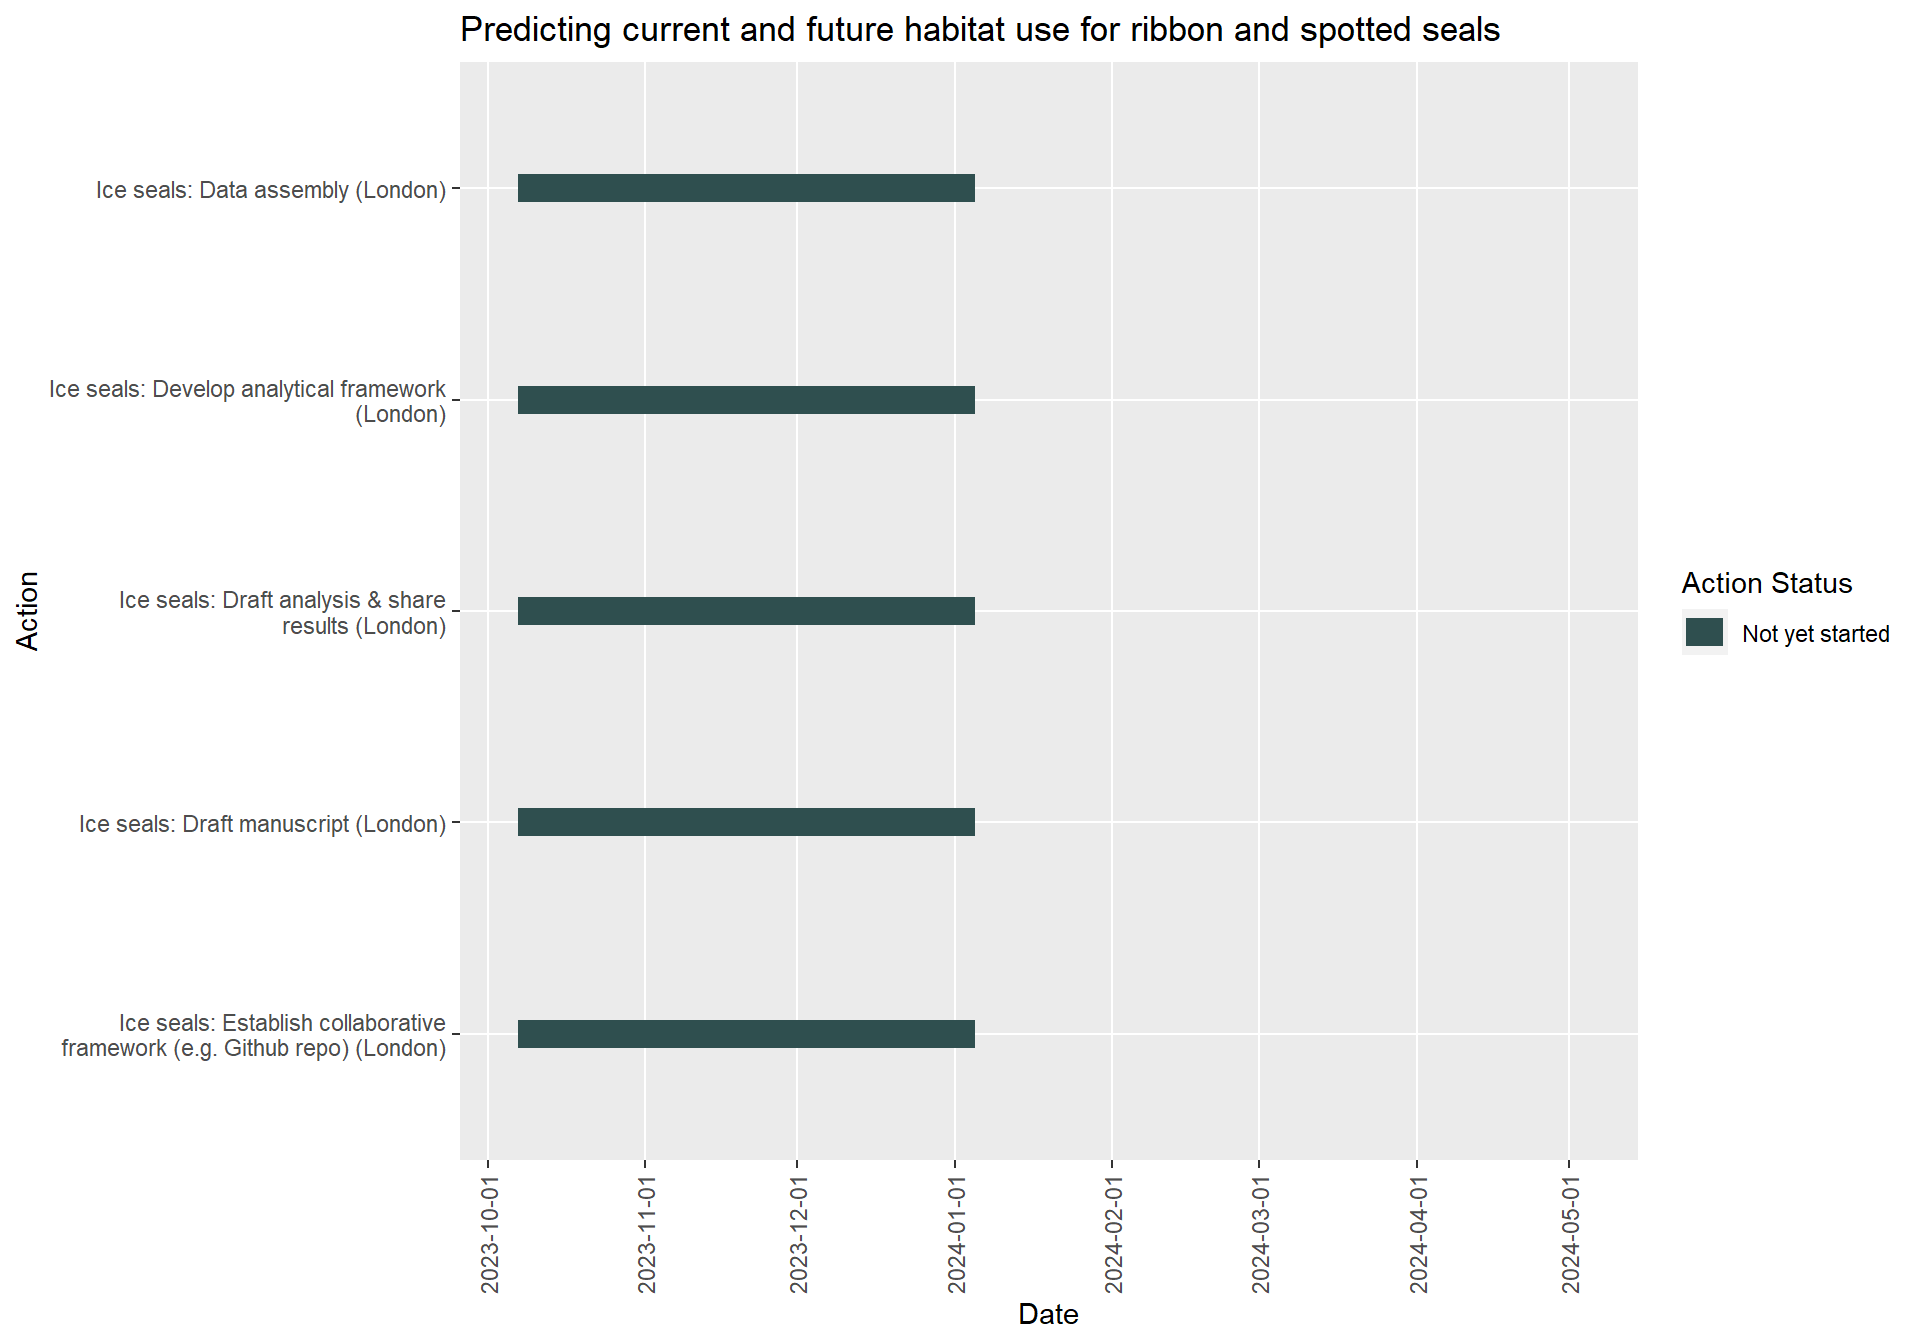 Predicting current and future habitat use for ribbon and spotted seals
Action
Ice seals: Data assembly (London)
Ice seals: Develop analytical framework
(London)
Ice seals: Draft analysis & share
results (London)
Ice seals: Draft manuscript (London)
Ice seals: Establish collaborative
framework (e.g. Github repo) (London)
2023-10-01
2023-11-01
2023-12-01
2024-01-01
2024-02-01
2024-03-01
2024-04-01
2024-05-01
Date
Action Status
Not yet started